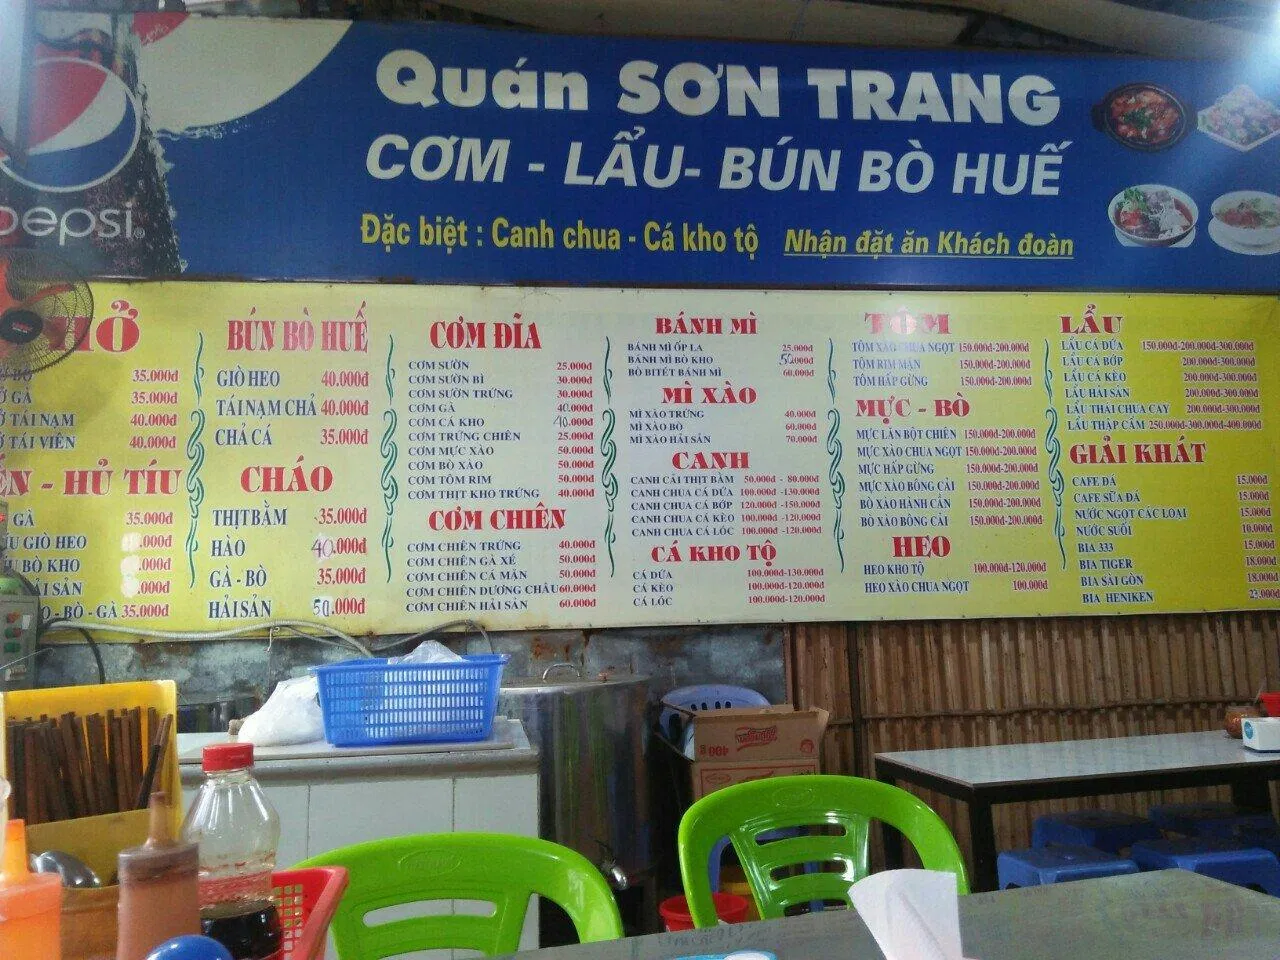 pepsi
Quán SƠN TRANG
CƠM - LẨU- BÚN BÒ HUẾ
Đặc biệt : Canh chua - Cá kho tộ Nhận đặt ăn Khách đoàn
35.000đ
GÀ 35.000đ
TÁI NẠM 40.000đ
TÁI VIÊN 40.000đ
- HỦ TÍU
GÀ 35.000đ
GIÒ HEO .000đ
BÒ KHO .000đ
HẢI SẢN .000đ
- BÒ - GÀ 35.000đ
BÚN BÒ HUẾ
GIÒ HEO 40.000đ
TÁI NẠM CHẢ 40.000đ
CHẢ CÁ 35.000đ
CHÁO
THỊT BẰM 35.000đ
HÀO 40.000đ
GÀ - BÒ 35.000đ
HẢI SẢN 50.000đ
CƠM ĐĨA
CƠM SƯỜN 25.000đ
CƠM SƯỜN BÌ 30.000đ
CƠM SƯỜN TRỨNG 30.000đ
CƠM GÀ 40.000đ
CƠM CÁ KHO 40.000đ
CƠM TRỨNG CHIÊN 25.000đ
CƠM MỰC XÀO 50.000đ
CƠM BÒ XÀO 50.000đ
CƠM TÔM RIM 50.000đ
CƠM THỊT KHO TRỨNG 40.000đ
CƠM CHIÊN
CƠM CHIÊN TRỨNG 40.000đ
CƠM CHIÊN GÀ XÉ 50.000đ
CƠM CHIÊN CÁ MẶN 50.000đ
CƠM CHIÊN DƯƠNG CHÂU 60.000đ
CƠM CHIÊN HẢI SẢN 60.000đ
BÁNH MÌ
BÁNH MÌ ỐP LA 25.000đ
BÁNH MÌ BÒ KHO 50.000đ
BÒ BITÉT BÁNH MÌ 60.000đ
MÌ XÀO
MÌ XÀO TRỨNG 40.000đ
MÌ XÀO BÒ 60.000đ
MÌ XÀO HẢI SẢN 70.000đ
CANH
CANH CẢI THỊT BẰM 50.000đ - 80.000đ
CANH CHUA CÁ DỨA 100.000đ -130.000đ
CANH CHUA CÁ BỚP 120.000đ -150.000đ
CANH CHUA CÁ KÈO 100.000đ -120.000đ
CANH CHUA CÁ LÓC 100.000đ -120.000đ
CÁ KHO TỘ
CÁ DỨA 100.000đ-130.000đ
CÁ KÈO 100.000đ-120.000đ
CÁ LÓC 100.000đ-120.000đ
TÔM
TÔM XÀO CHUA NGỌT 150.000đ-200.000đ
TÔM RIM MẶN 150.000đ-200.000đ
TÔM HẤP GỪNG 150.000đ-200.000đ
MỰC - BÒ
MỰC LĂN BỘT CHIÊN 150.000đ-200.000đ
MỰC XÀO CHUA NGỌT 150.000đ-200.000đ
MỰC HẤP GỪNG 150.000đ-200.000đ
MỰC XÀO BÔNG CẢI 150.000đ-200.000đ
BÒ XÀO HÀNH CẦN 150.000đ-200.000đ
BÒ XÀO BÔNG CẢI 150.000đ-200.000đ
HEO
HEO KHO TỘ 100.000đ-120.000đ
HEO XÀO CHUA NGỌT 100.000đ
LẨU
LẨU CÁ DỨA 150.000đ-200.000đ-300.000đ
LẨU CÁ BỚP 200.000đ-300.000đ
LẨU CÁ KÈO 200.000đ-300.000đ
LẨU HẢI SẢN 200.000đ-300.000đ
LẨU THÁI CHUA CAY 200.000đ-300.000đ
LẨU THẬP CẨM 250.000đ-300.000đ-400.000đ
GIẢI KHÁT
CAFE ĐÁ 15.000đ
CAFE SỮA ĐÁ 15.000đ
NƯỚC NGỌT CÁC LOẠI 15.000đ
NƯỚC SUỐI 10.000đ
BIA 333 15.000đ
BIA TIGER 18.000đ
BIA SÀI GÒN 18.000đ
BIA HENIKEN 23.000đ